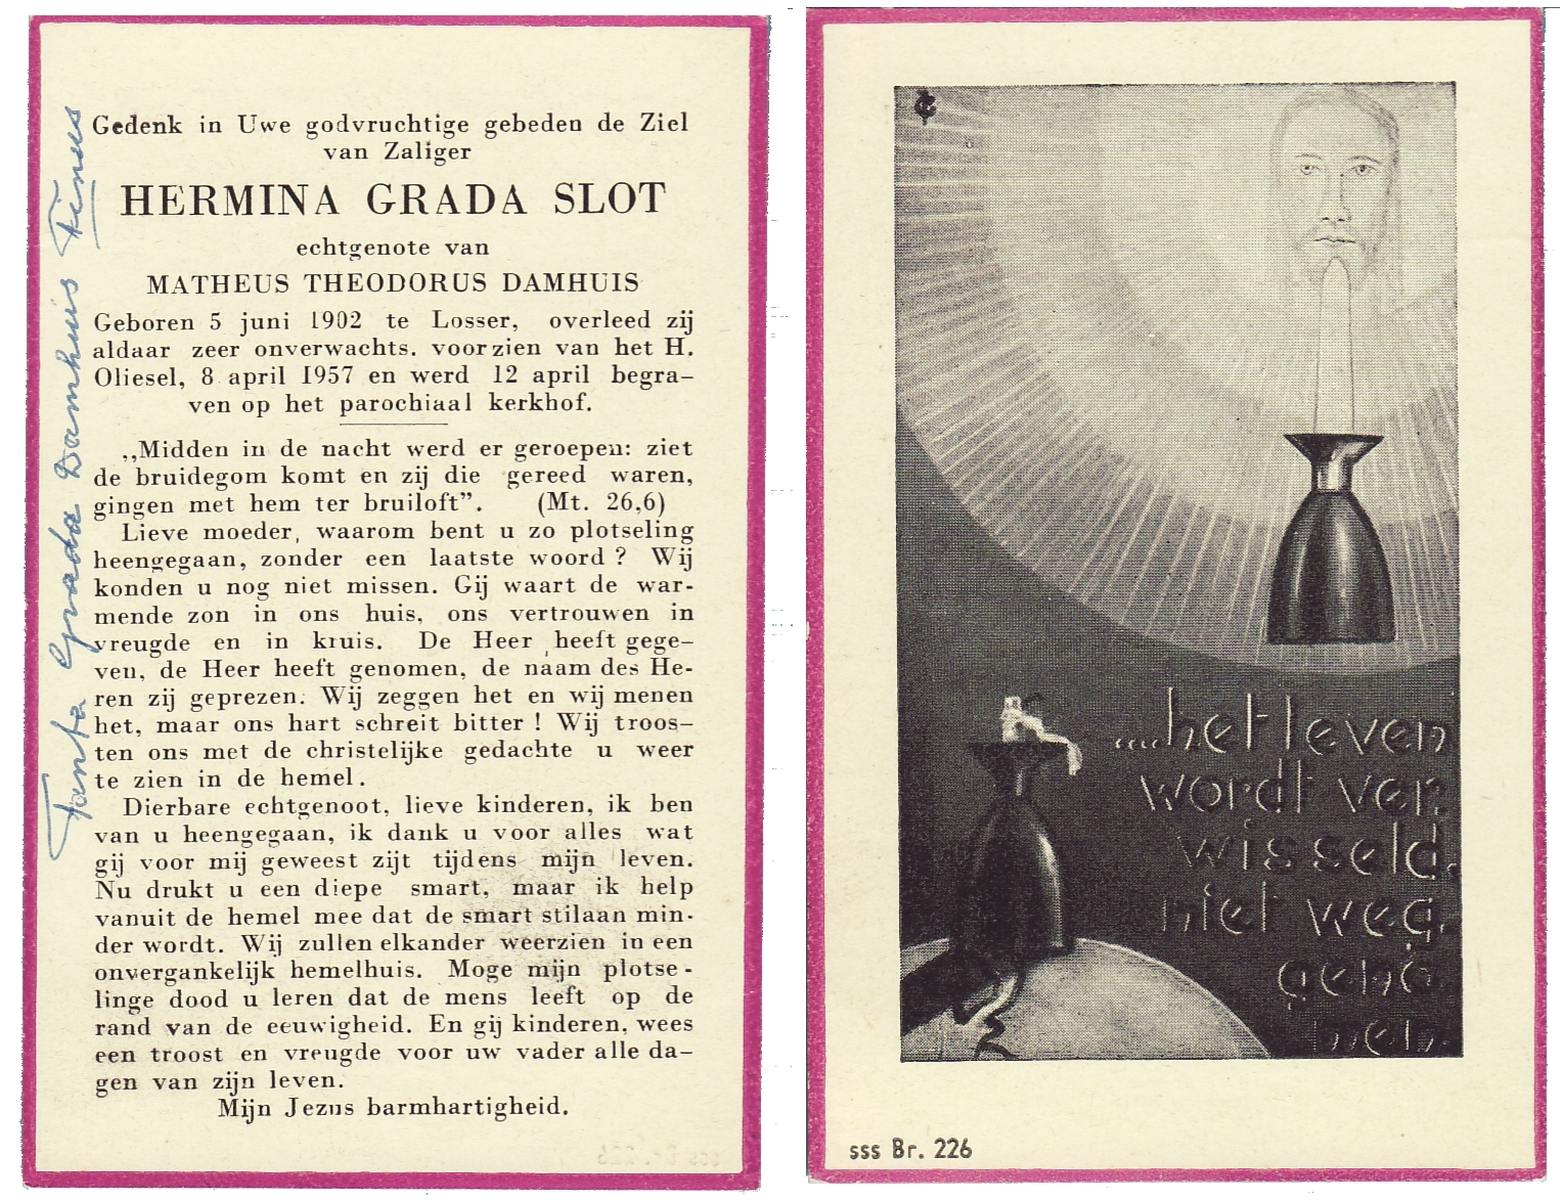 Gedenk in Uwe godvruchtige gebeden de Ziel
van Zaliger
HERMINA GRADA SLOT
echtgenote van
MATHEUS THEODORUS DAMHUIS
Geboren 5 juni 1902 te Losser, overleed zij
aldaar zeer onverwachts. voorzien van het H.
Oliesel, 8 april 1957 en werd 12 april begra-
ven op het parochiaal kerkhof.
,,Midden in de nacht werd er geroepen: ziet
de bruidegom komt en zij die gereed waren,
gingen met hem ter bruiloft”. (Mt. 26,6)
Lieve moeder, waarom bent u zo plotseling
heengegaan, zonder een laatste woord ? Wij
konden u nog niet missen. Gij waart de war-
mende zon in ons huis, ons vertrouwen in
vreugde en in kruis. De Heer heeft gege-
ven, de Heer heeft genomen, de naam des He-
ren zij geprezen. Wij zeggen het en wij menen
het, maar ons hart schreit bitter ! Wij troos-
ten ons met de christelijke gedachte u weer
te zien in de hemel.
Dierbare echtgenoot, lieve kinderen, ik ben
van u heengegaan, ik dank u voor alles wat
gij voor mij geweest zijt tijdens mijn leven.
Nu drukt u een diepe smart, maar ik help
vanuit de hemel mee dat de smart stilaan min-
der wordt. Wij zullen elkander weerzien in een
onvergankelijk hemelhuis. Moge mijn plotse-
linge dood u leren dat de mens leeft op de
rand van de eeuwigheid. En gij kinderen, wees
een troost en vreugde voor uw vader alle da-
gen van zijn leven.
Mijn Jezus barmhartigheid.
Tante Grada Damhuis Tinus
....het leven
wordt ver-
wisseld.
niet weg.
geno-
men.
sss Br. 226